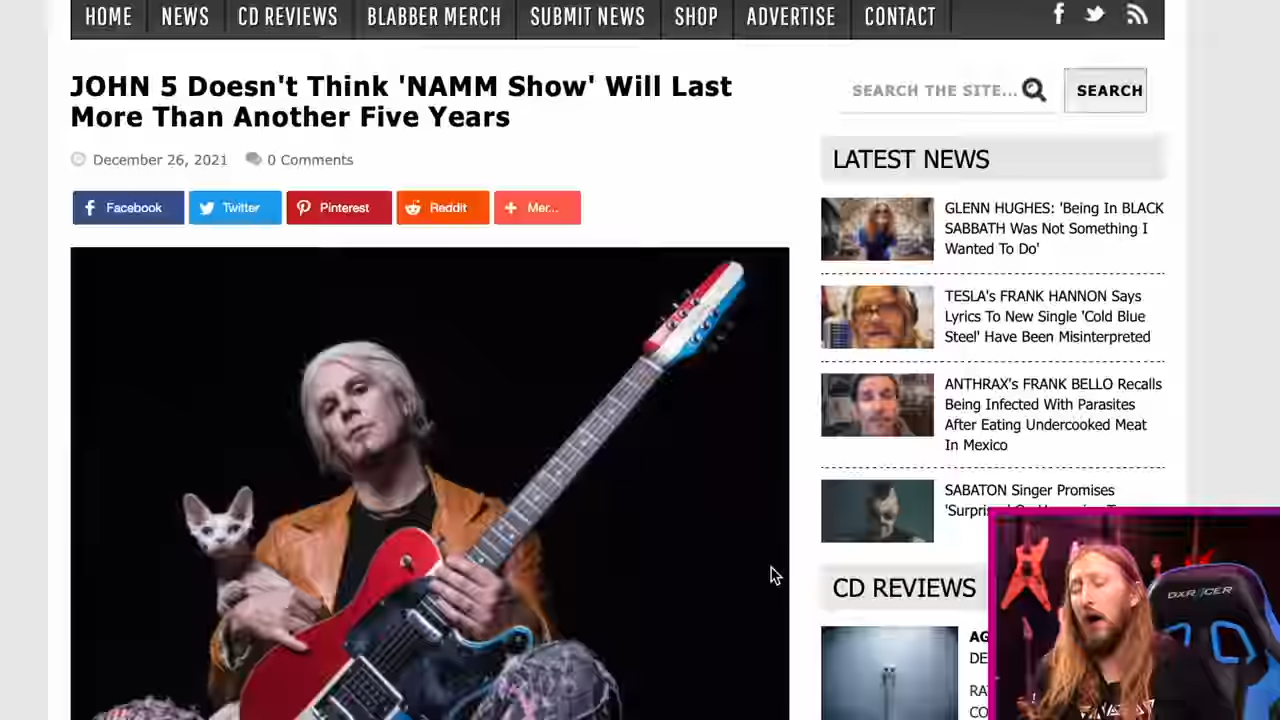 HOME NEWS CD REVIEWS BLABBER MERCH SUBMIT NEWS SHOP ADVERTISE CONTACT
JOHN 5 Doesn't Think 'NAMM Show' Will Last
More Than Another Five Years
December 26, 2021 0 Comments
Facebook Twitter Pinterest Reddit Mer...
SEARCH THE SITE... SEARCH
LATEST NEWS
GLENN HUGHES: 'Being In BLACK
SABBATH Was Not Something I
Wanted To Do'
TESLA's FRANK HANNON Says
Lyrics To New Single 'Cold Blue
Steel' Have Been Misinterpreted
ANTHRAX's FRANK BELLO Recalls
Being Infected With Parasites
After Eating Undercooked Meat
In Mexico
SABATON Singer Promises
CD REVIEWS
DXRACER